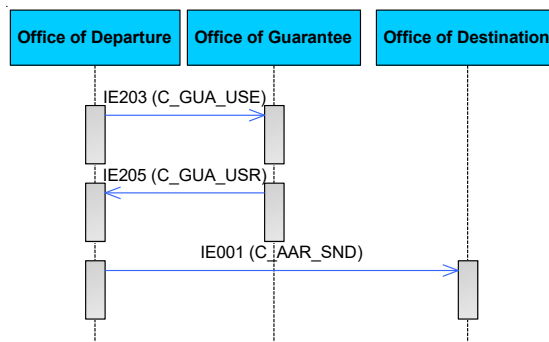 Office of Departure Office of Guarantee Office of Destination
IE203 (C_GUA_USE)
IE205 (C_GUA_USR)
IE001 (C_AAR_SND)